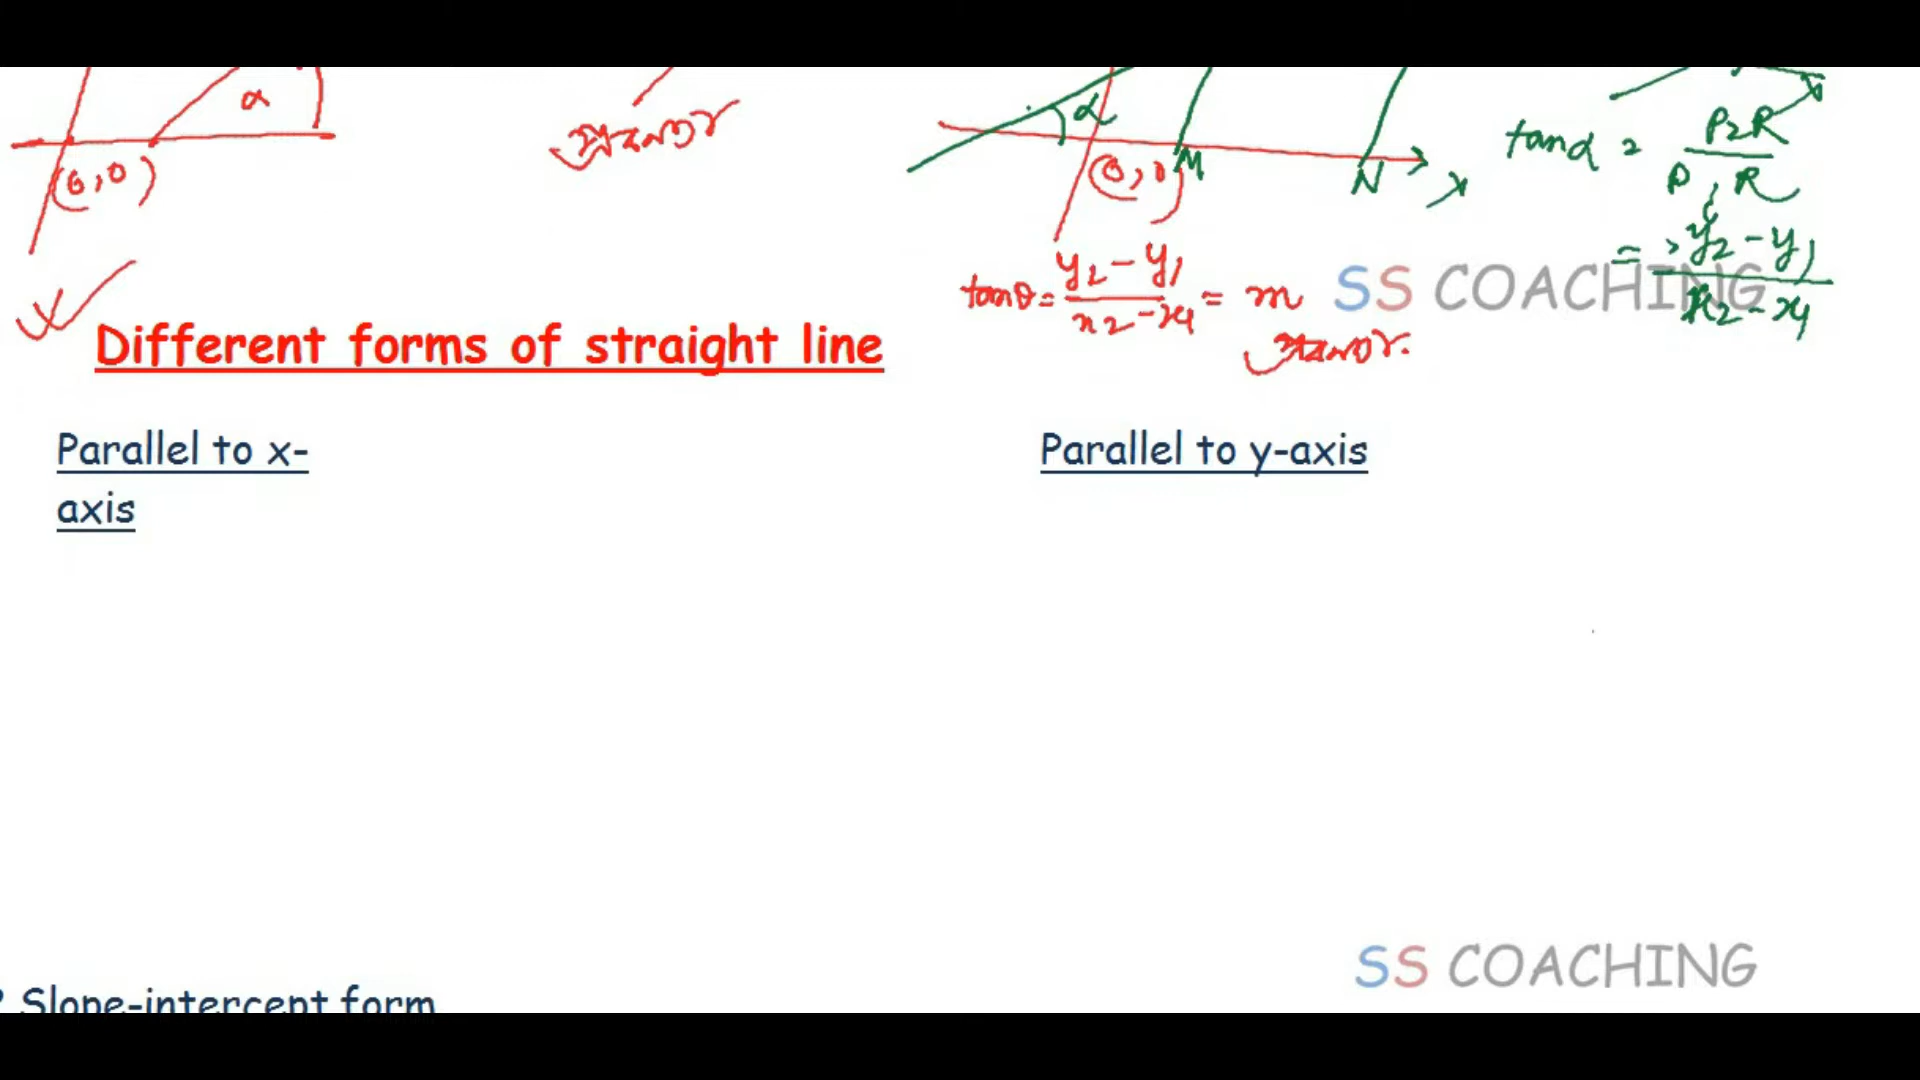 α
(0,0)
α
(0,0)
M
N
x
tanα = P2R
P1R
= y2-y1
x2-x1
tanθ = y2-y1
x2-x1
= m
SS COACHING
Different forms of straight line
Parallel to x-
axis
Parallel to y-axis
SS COACHING
Slope-intercept form